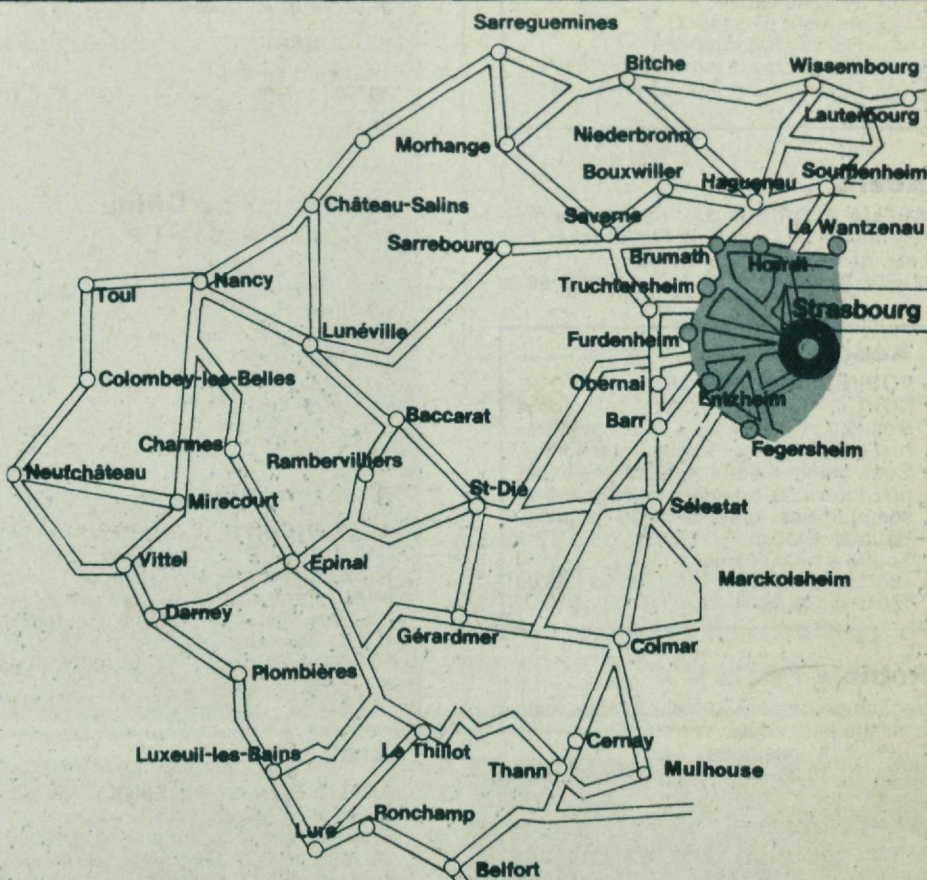 Sarreguemines
Bitche
Wissembourg
Lauterbourg
Morhange
Niederbronn
Bouxwiller
Haguenau
Soufflenheim
Château-Salins
Saverne
La Wantzenau
Sarrebourg
Brumath
Hoerdt
Toul
Nancy
Truchtersheim
Strasbourg
Lunéville
Furdenheim
Colombey-les-Belles
Obernai
Entzheim
Baccarat
Barr
Charmes
Fegersheim
Rambervilliers
Neufchâteau
Mirecourt
St-Dié
Sélestat
Vittel
Epinal
Marckolsheim
Darney
Gérardmer
Colmar
Plombières
Luxeuil-les-Bains
Le Thillot
Cernay
Thann
Mulhouse
Ronchamp
Lure
Belfort